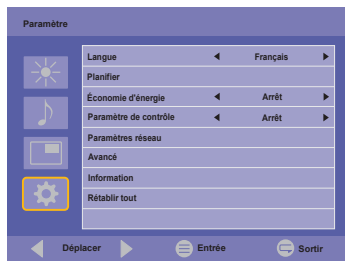 Paramètre
Langue Français
Planifier
Économie d'énergie Arrêt
Paramètre de contrôle Arrêt
Paramètres réseau
Avancé
Information
Rétablir tout
Déplacer Entrée Sortir